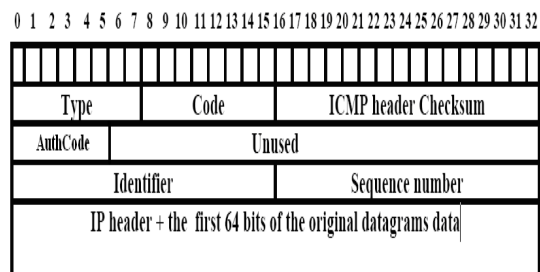 0 1 2 3 4 5 6 7 8 9 10 11 12 13 14 15 16 17 18 19 20 21 22 23 24 25 26 27 28 29 30 31 32
Type Code ICMP header Checksum
AuthCode Unused
Identifier Sequence number
IP header + the first 64 bits of the original datagrams data